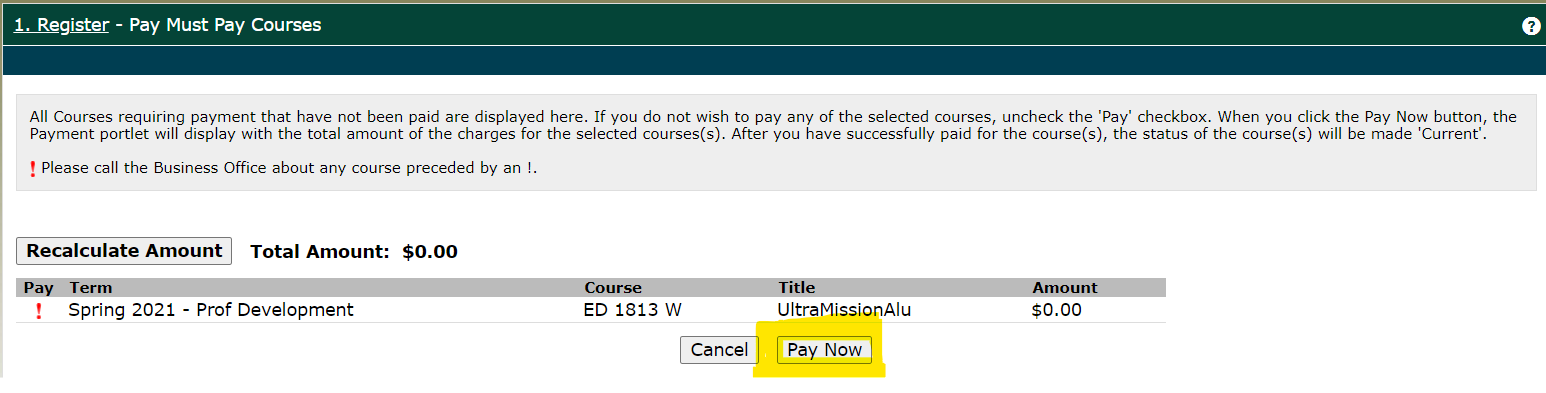 1. Register - Pay Must Pay Courses
?
All Courses requiring payment that have not been paid are displayed here. If you do not wish to pay any of the selected courses, uncheck the 'Pay' checkbox. When you click the Pay Now button, the
Payment portlet will display with the total amount of the charges for the selected courses(s). After you have successfully paid for the course(s), the status of the course(s) will be made 'Current'.
! Please call the Business Office about any course preceded by an !.
Recalculate Amount Total Amount: $0.00
Pay Term Course Title Amount
! Spring 2021 - Prof Development ED 1813 W UltraMissionAlu $0.00
Cancel Pay Now